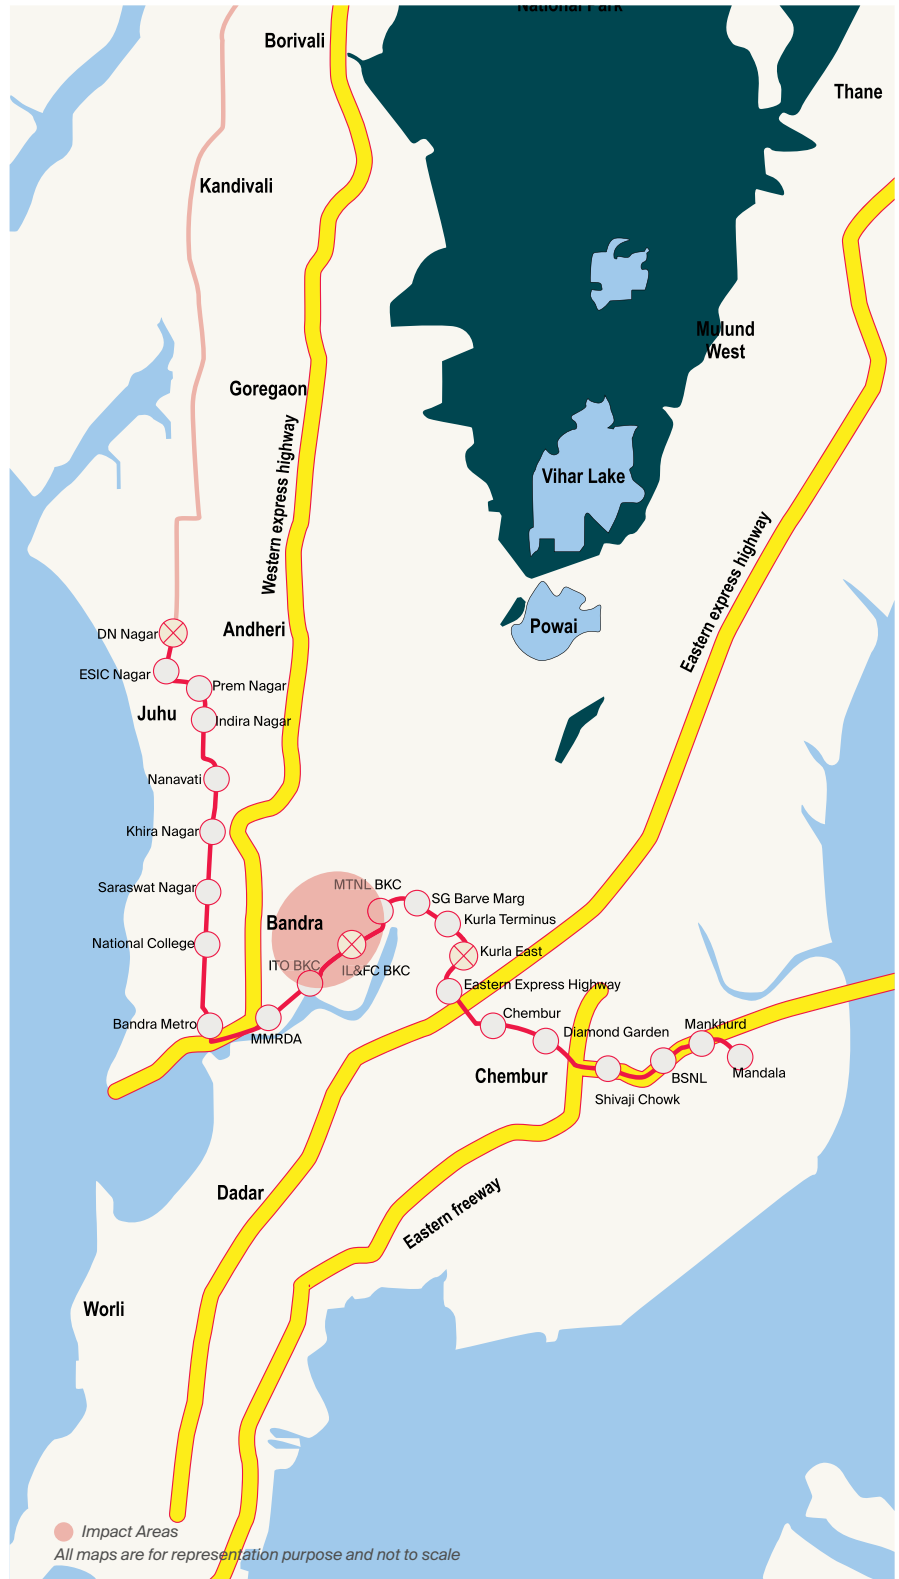 National Park
Borivali
Thane
Kandivali
Mulund
West
Goregaon
Western express highway
Vihar Lake
Eastern express highway
Powai
Andheri
DN Nagar
ESIC Nagar
Prem Nagar
Juhu
Indira Nagar
Nanavati
Khira Nagar
Saraswat Nagar
National College
Bandra Metro
MMRDA
Bandra
ITO BKC
IL&FC BKC
MTNL BKC
SG Barve Marg
Kurla Terminus
Kurla East
Eastern Express Highway
Chembur
Diamond Garden
Mankhurd
Chembur
Shivaji Chowk
BSNL
Mandala
Dadar
Eastern freeway
Worli
Impact Areas
All maps are for representation purpose and not to scale